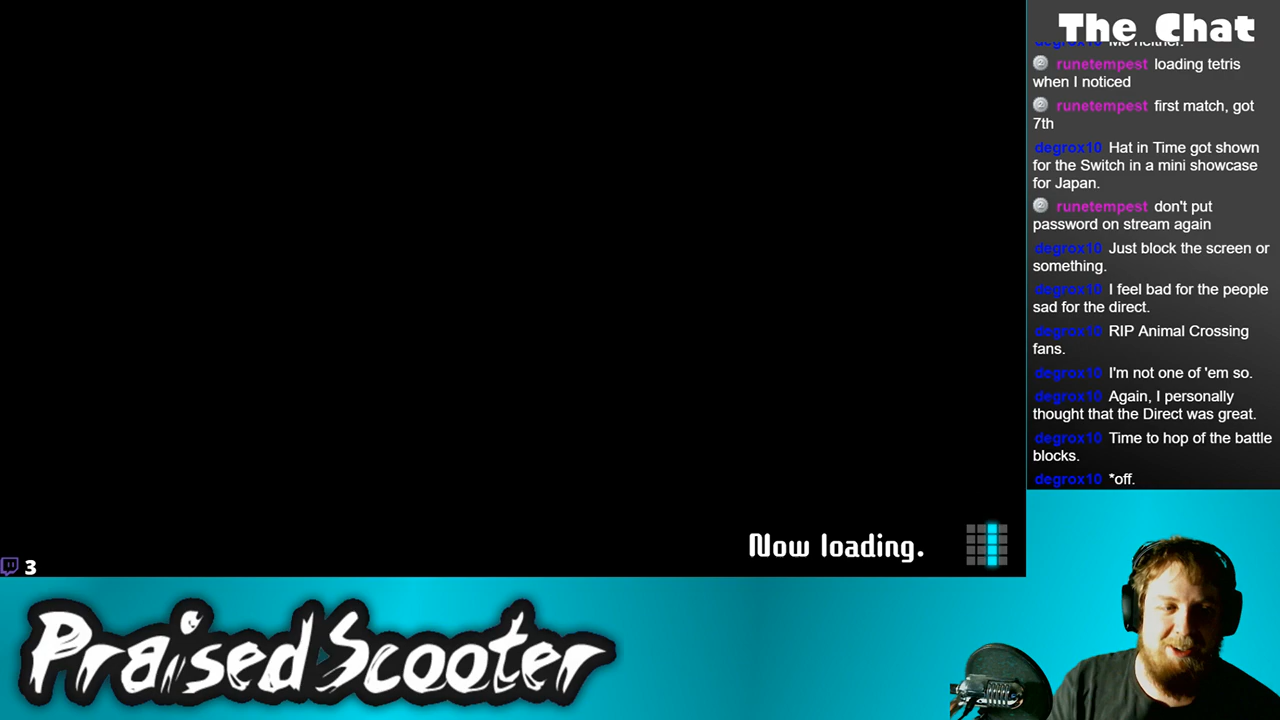 The Chat
degrox10 Me neither.
runetempest loading tetris
when I noticed
runetempest first match, got
7th
degrox10 Hat in Time got shown
for the Switch in a mini showcase
for Japan.
runetempest don't put
password on stream again
degrox10 Just block the screen or
something.
degrox10 I feel bad for the people
sad for the direct.
degrox10 RIP Animal Crossing
fans.
degrox10 I'm not one of 'em so.
degrox10 Again, I personally
thought that the Direct was great.
degrox10 Time to hop of the battle
blocks.
degrox10 *off.
Now loading.
3
PraisedScooter